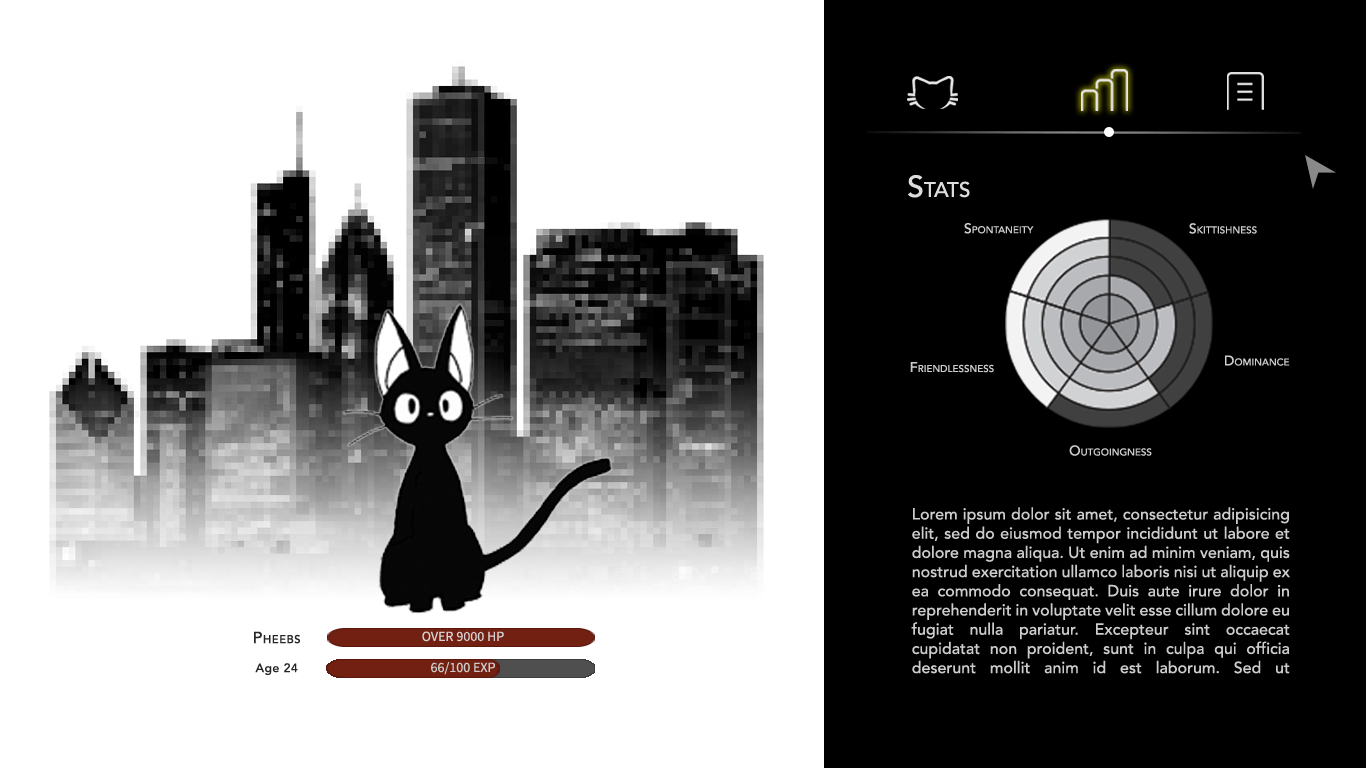 Pheebs
OVER 9000 HP
Age 24
66/100 EXP
Stats
Spontaneity
Skittishness
Friendlessness
Dominance
Outgoingness
Lorem ipsum dolor sit amet, consectetur adipisicing
elit, sed do eiusmod tempor incididunt ut labore et
dolore magna aliqua. Ut enim ad minim veniam, quis
nostrud exercitation ullamco laboris nisi ut aliquip ex
ea commodo consequat. Duis aute irure dolor in
reprehenderit in voluptate velit esse cillum dolore eu
fugiat nulla pariatur. Excepteur sint occaecat
cupidatat non proident, sunt in culpa qui officia
deserunt mollit anim id est laborum. Sed ut